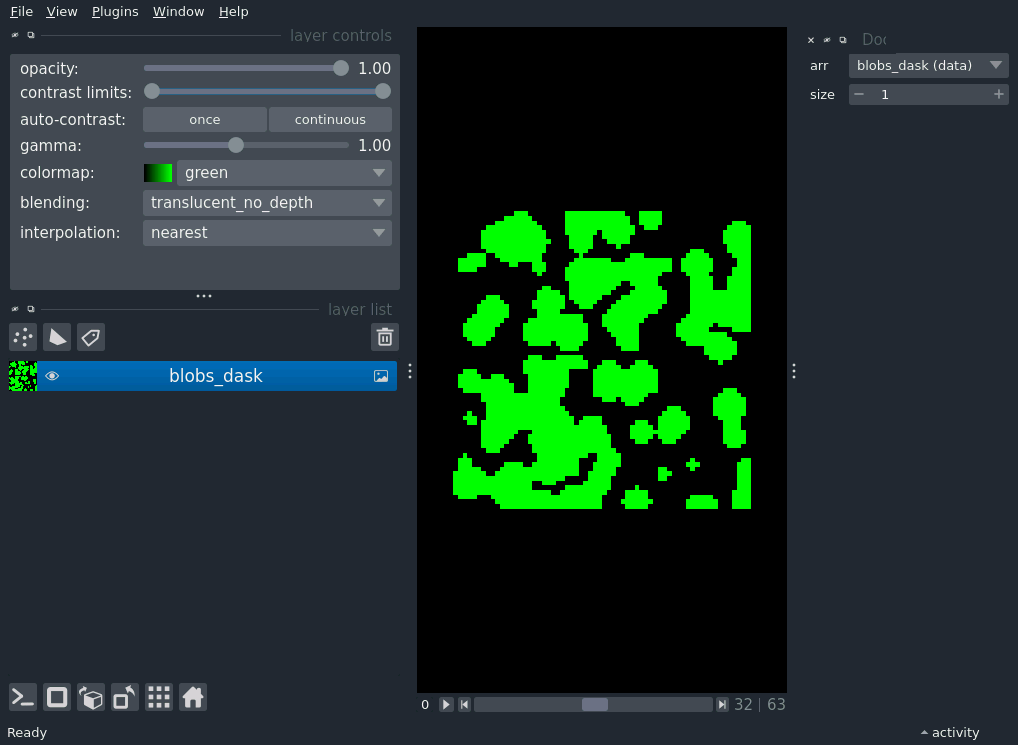 File View Plugins Window Help
layer controls
opacity: 1.00
contrast limits:
auto-contrast: once continuous
gamma: 1.00
colormap: green
blending: translucent_no_depth
interpolation: nearest
layer list
blobs_dask
Ready
0 32 | 63
arr blobs_dask (data)
size 1
activity